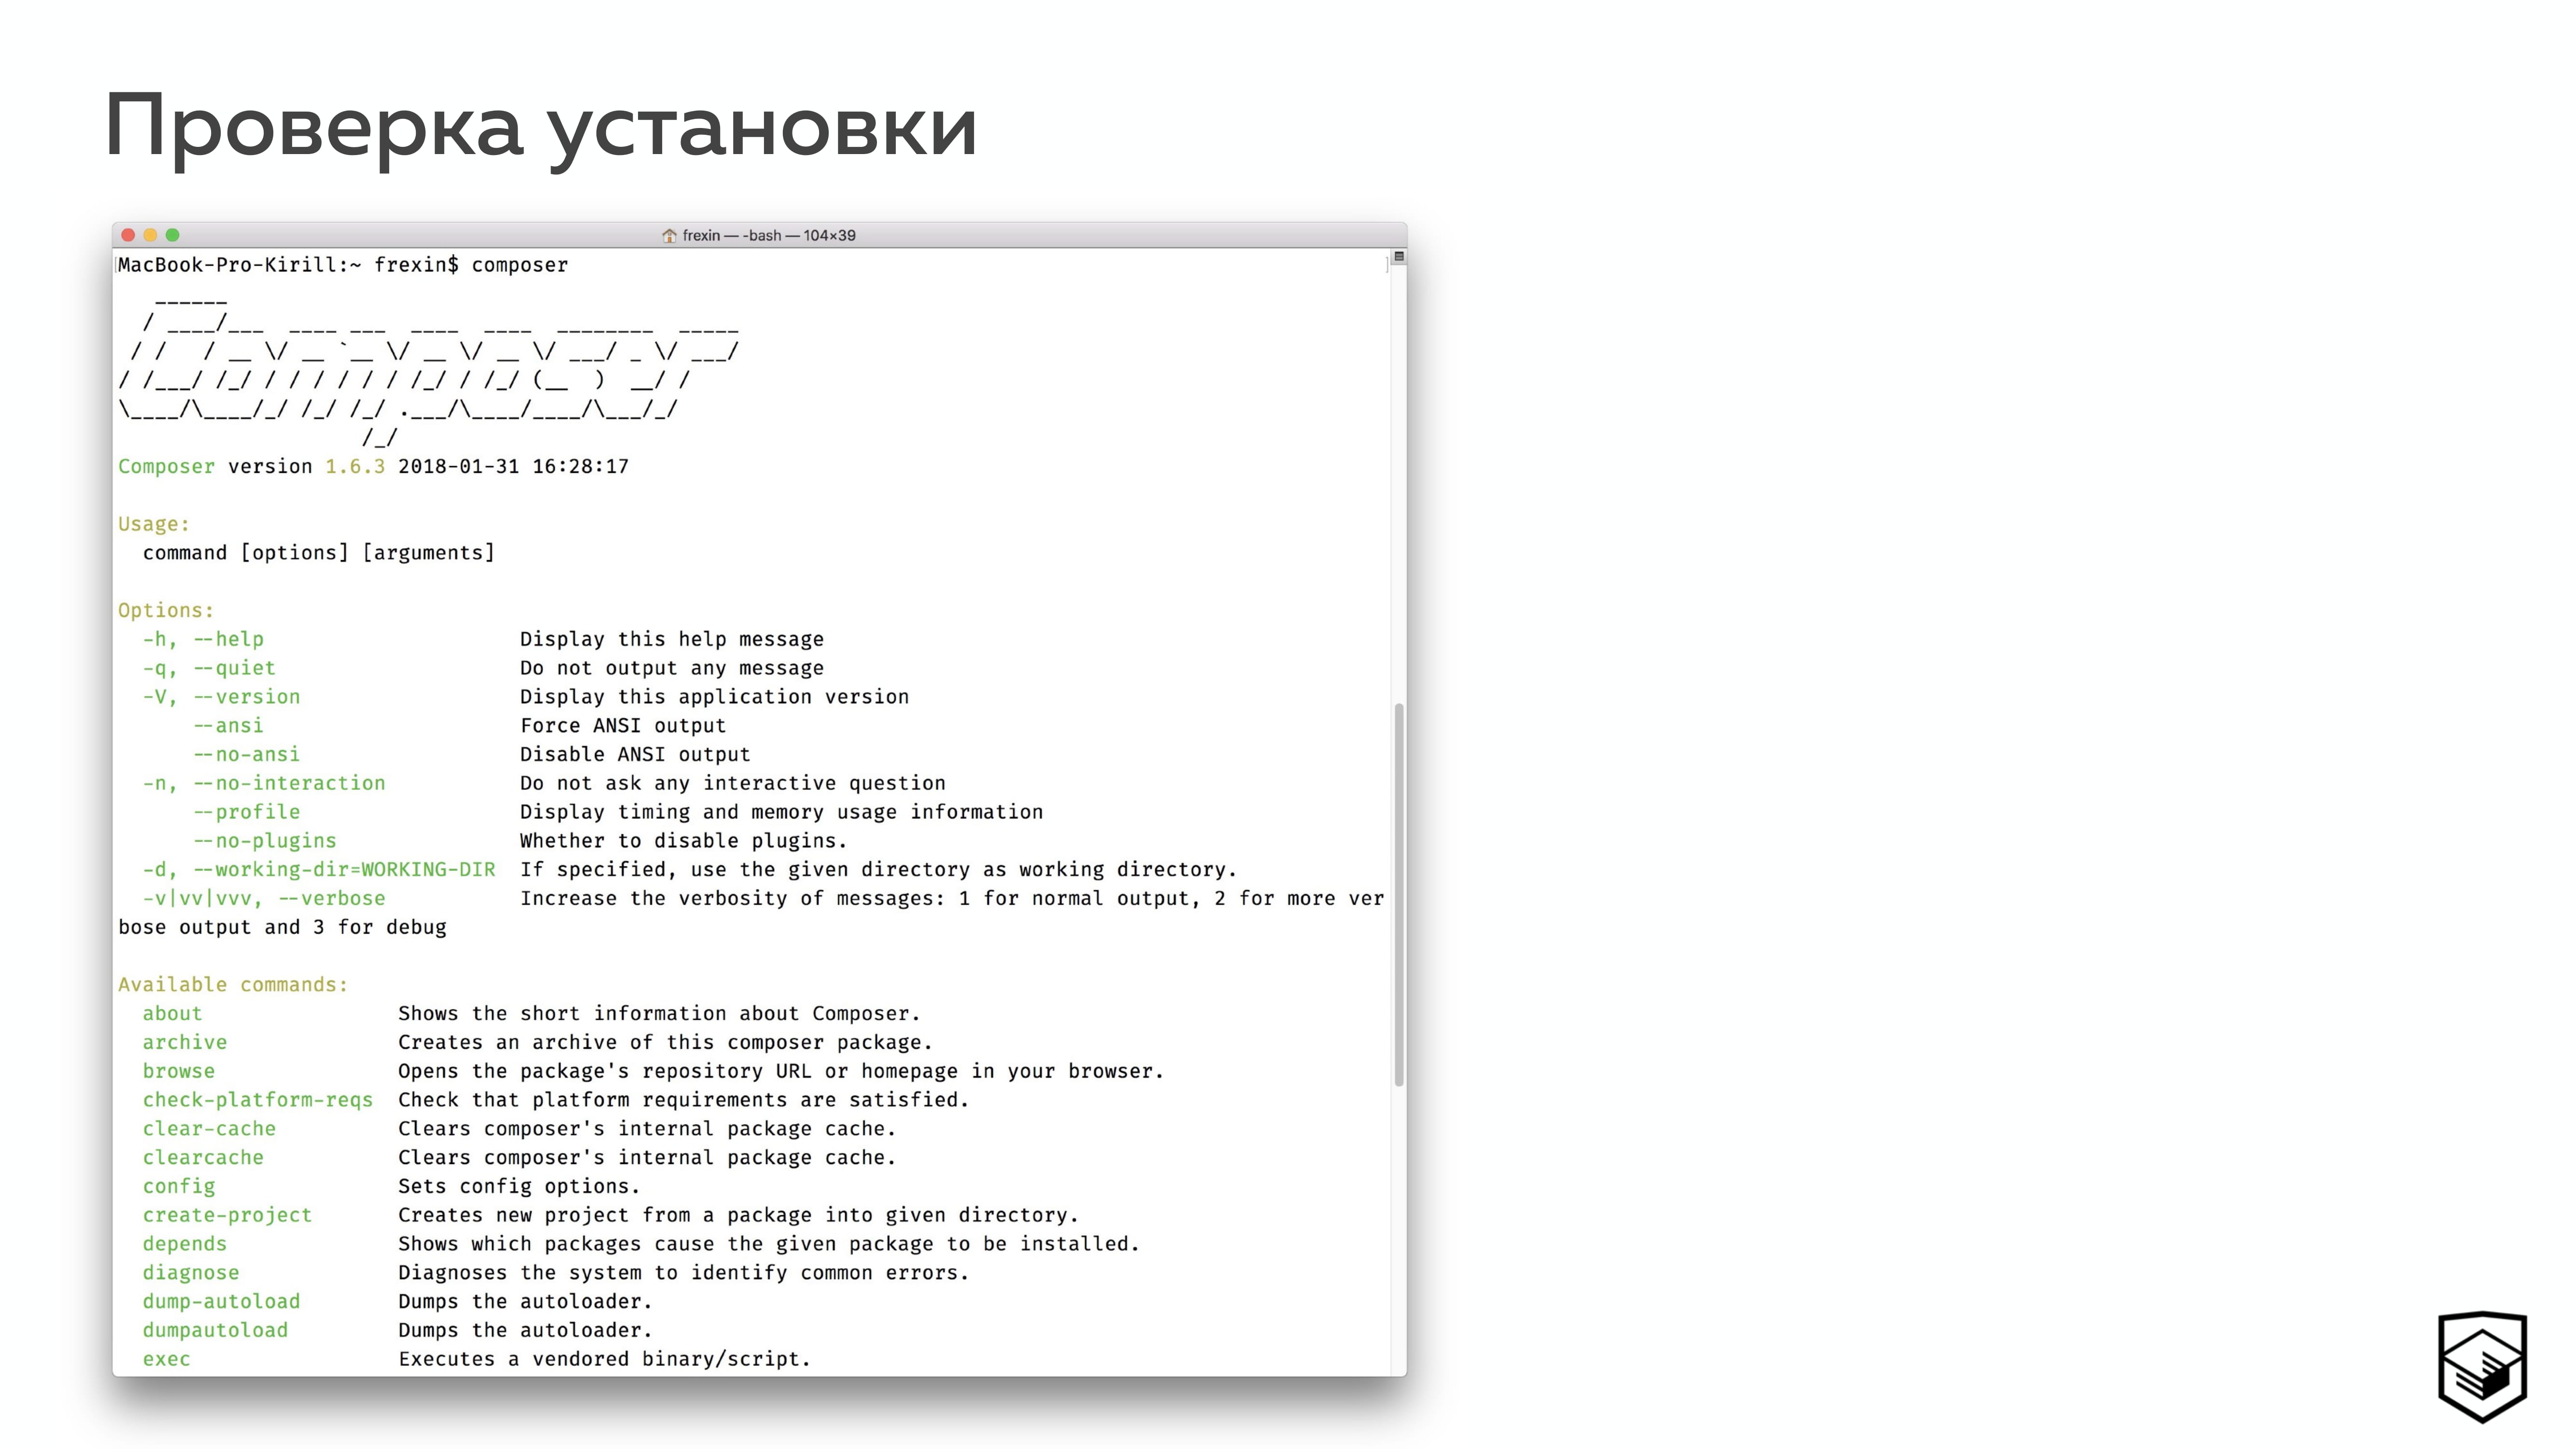 Проверка установки
frexin — -bash — 104×39
MacBook-Pro-Kirill:~ frexin$ composer
   ______
  / ____/___  ____ ___  ____  ____  ________  _____
 / /   / __ \/ __ `__ \/ __ \/ __ \/ ___/ _ \/ ___/
/ /___/ /_/ / / / / / / /_/ / /_/ (__  )  __/ /
\____/\____/_/ /_/ /_/ .___/\____/____/\___/_/
                    /_/
Composer version 1.6.3 2018-01-31 16:28:17
Usage:
  command [options] [arguments]
Options:
  -h, --help                     Display this help message
  -q, --quiet                    Do not output any message
  -V, --version                  Display this application version
      --ansi                     Force ANSI output
      --no-ansi                  Disable ANSI output
  -n, --no-interaction           Do not ask any interactive question
      --profile                  Display timing and memory usage information
      --no-plugins               Whether to disable plugins.
  -d, --working-dir=WORKING-DIR  If specified, use the given directory as working directory.
  -v|vv|vvv, --verbose           Increase the verbosity of messages: 1 for normal output, 2 for more ver
bose output and 3 for debug
Available commands:
  about                Shows the short information about Composer.
  archive              Creates an archive of this composer package.
  browse               Opens the package's repository URL or homepage in your browser.
  check-platform-reqs  Check that platform requirements are satisfied.
  clear-cache          Clears composer's internal package cache.
  clearcache           Clears composer's internal package cache.
  config               Sets config options.
  create-project       Creates new project from a package into given directory.
  depends              Shows which packages cause the given package to be installed.
  diagnose             Diagnoses the system to identify common errors.
  dump-autoload        Dumps the autoloader.
  dumpautoload         Dumps the autoloader.
  exec                 Executes a vendored binary/script.